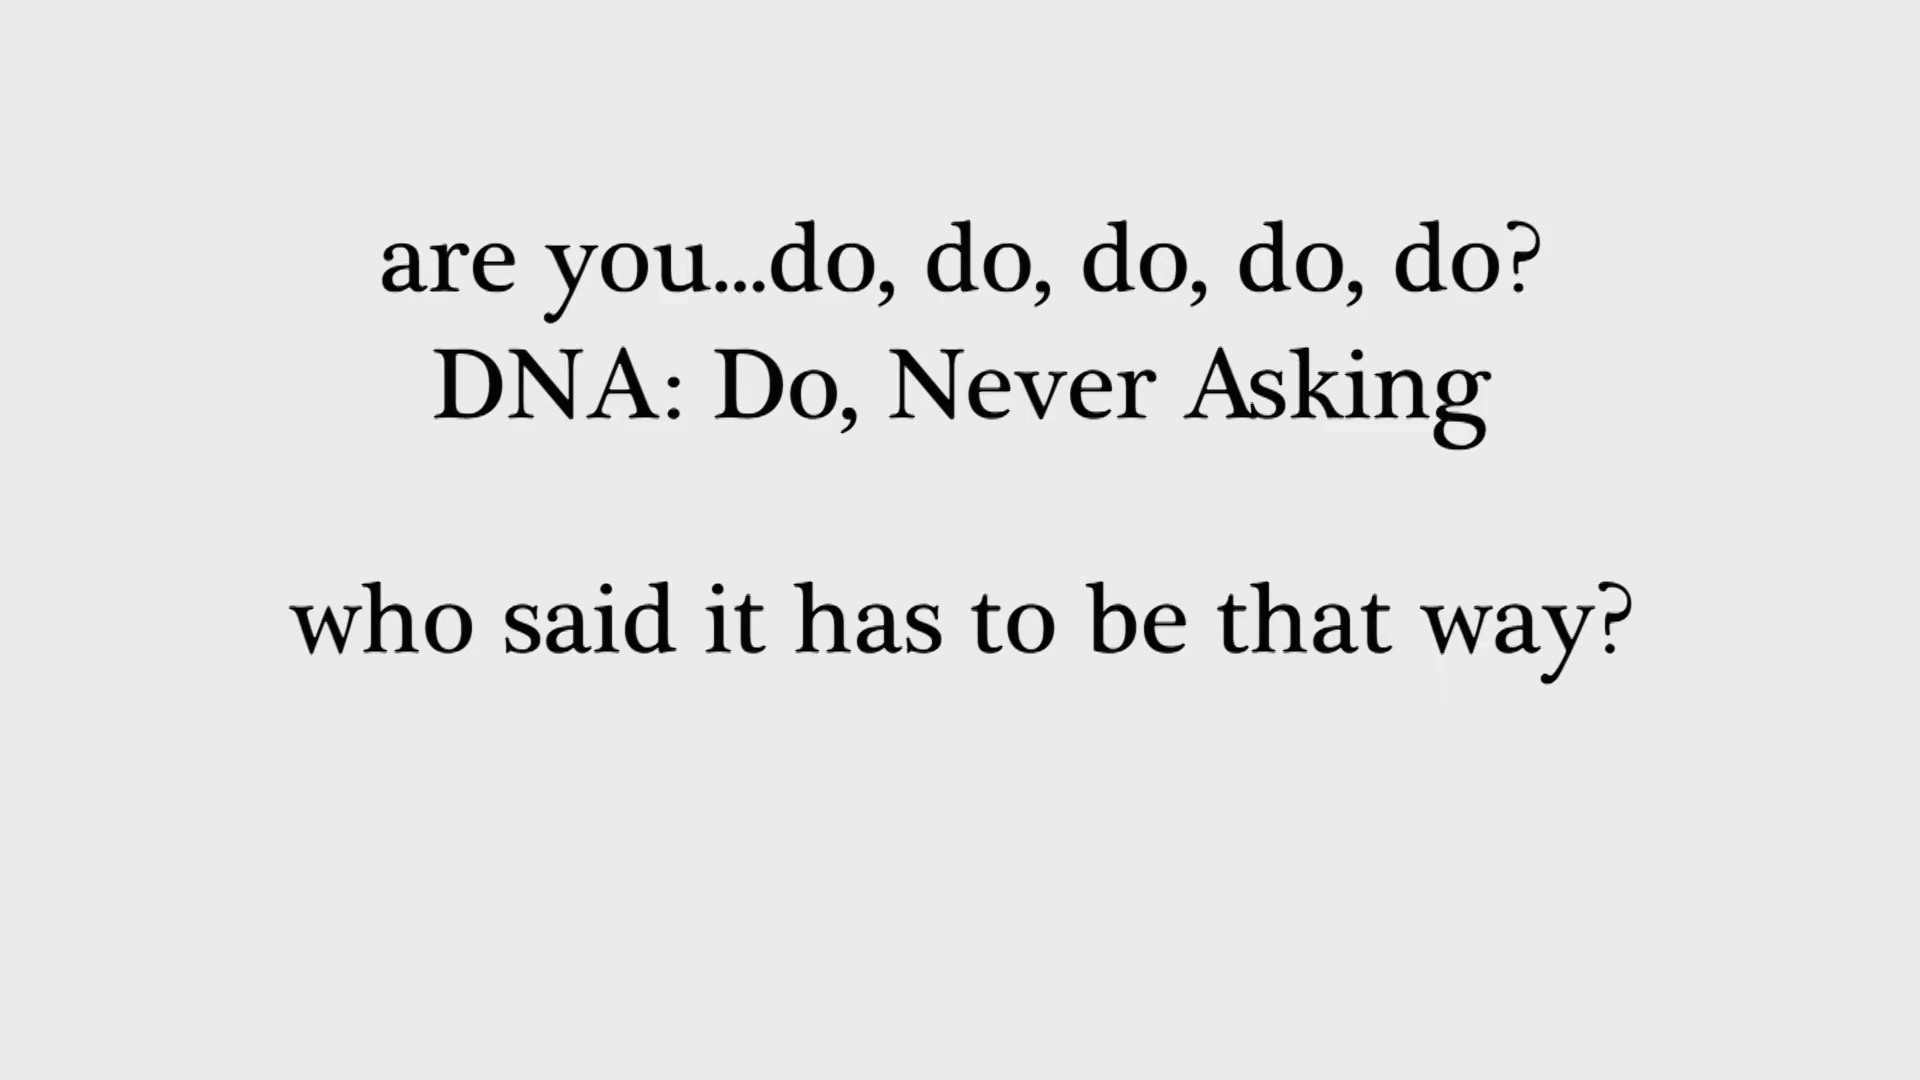 are you...do, do, do, do, do?
DNA: Do, Never Asking
who said it has to be that way?